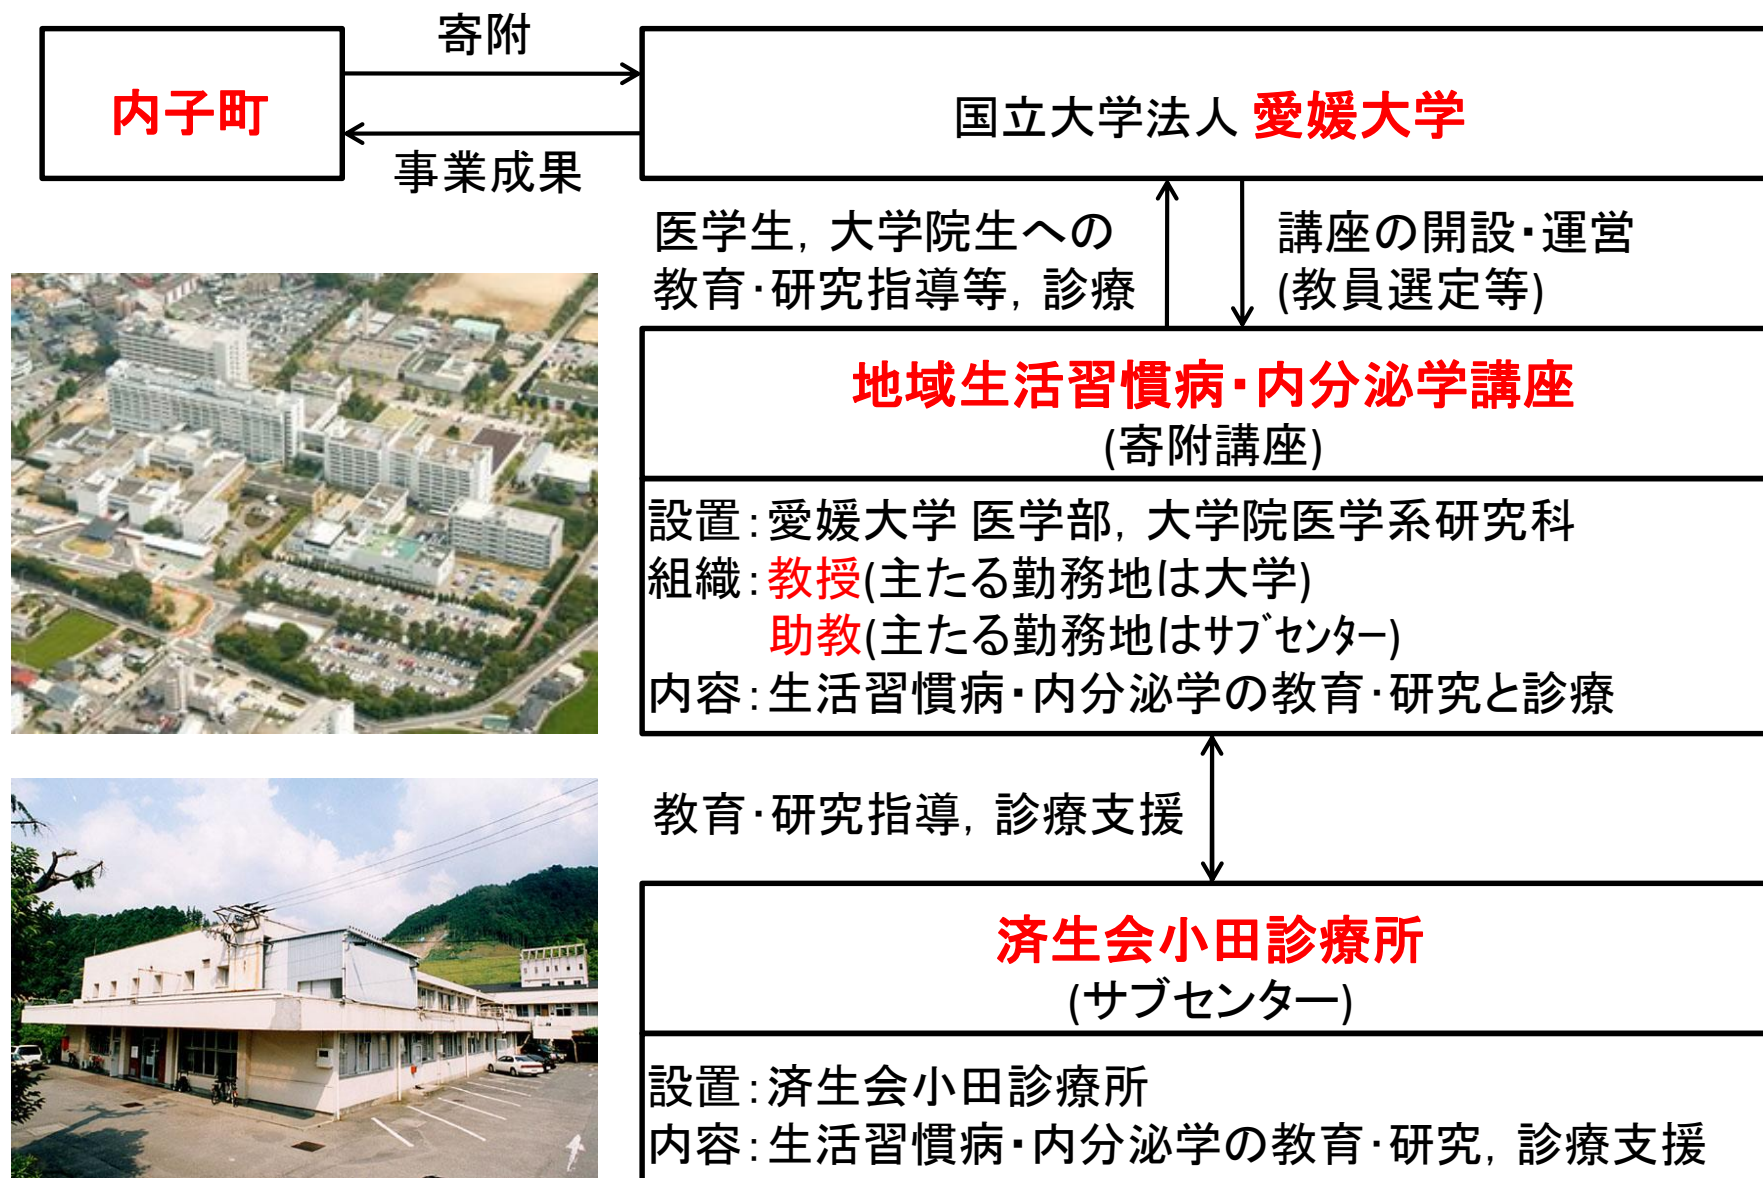 寄附
内子町
国立大学法人 愛媛大学
事業成果
医学生, 大学院生への
教育・研究指導等, 診療
講座の開設・運営
(教員選定等)
地域生活習慣病・内分泌学講座
(寄附講座)
設置：愛媛大学 医学部, 大学院医学系研究科
組織：教授(主たる勤務地は大学)
助教(主たる勤務地はｻﾌﾞｾﾝﾀｰ)
内容：生活習慣病・内分泌学の教育・研究と診療
教育・研究指導, 診療支援
済生会小田診療所
(サブセンター)
設置：済生会小田診療所
内容：生活習慣病・内分泌学の教育・研究, 診療支援